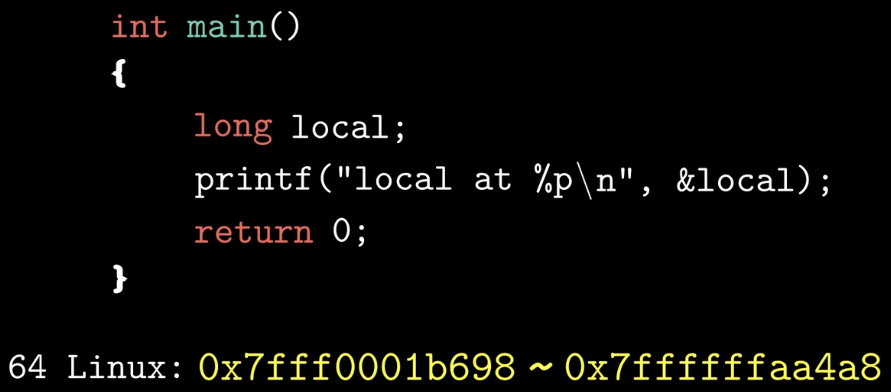 int main()
{
long local;
printf("local at %p\n", &local);
return 0;
}
64 Linux: 0x7fff0001b698 ~ 0x7ffffffaa4a8